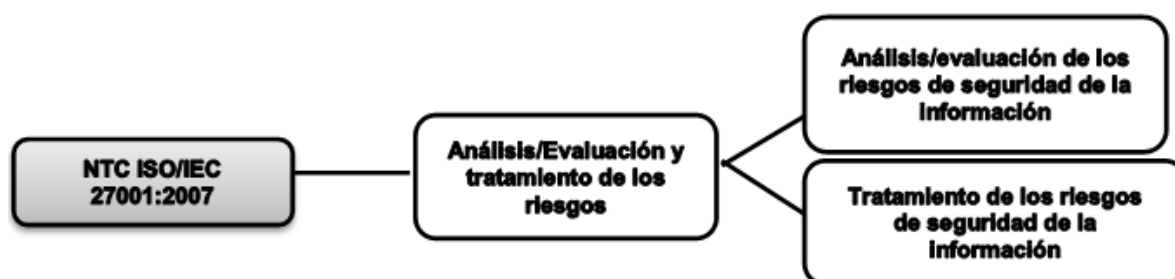 NTC ISO/IEC
27001:2007
Análisis/Evaluación y
tratamiento de los
riesgos
Análisis/evaluación de los
riesgos de seguridad de la
información
Tratamiento de los riesgos
de seguridad de la
información